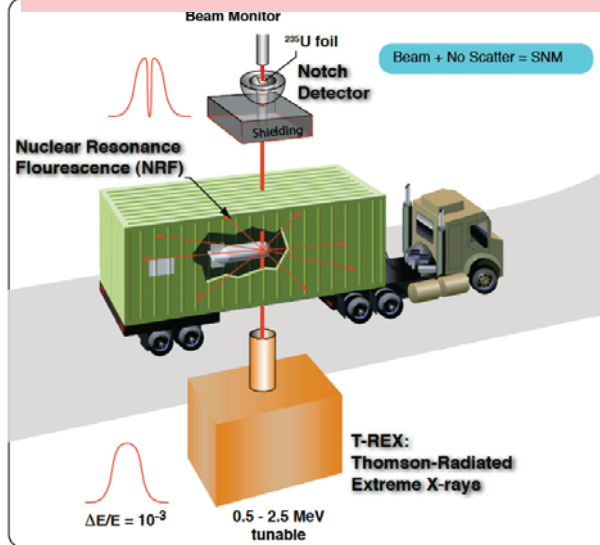 Beam Monitor
²³⁵U foil
Notch
Detector
Beam + No Scatter = SNM
Shielding
Nuclear Resonance
Flourescence (NRF)
T-REX:
Thomson-Radiated
Extreme X-rays
ΔE/E = 10⁻³
0.5 - 2.5 MeV
tunable